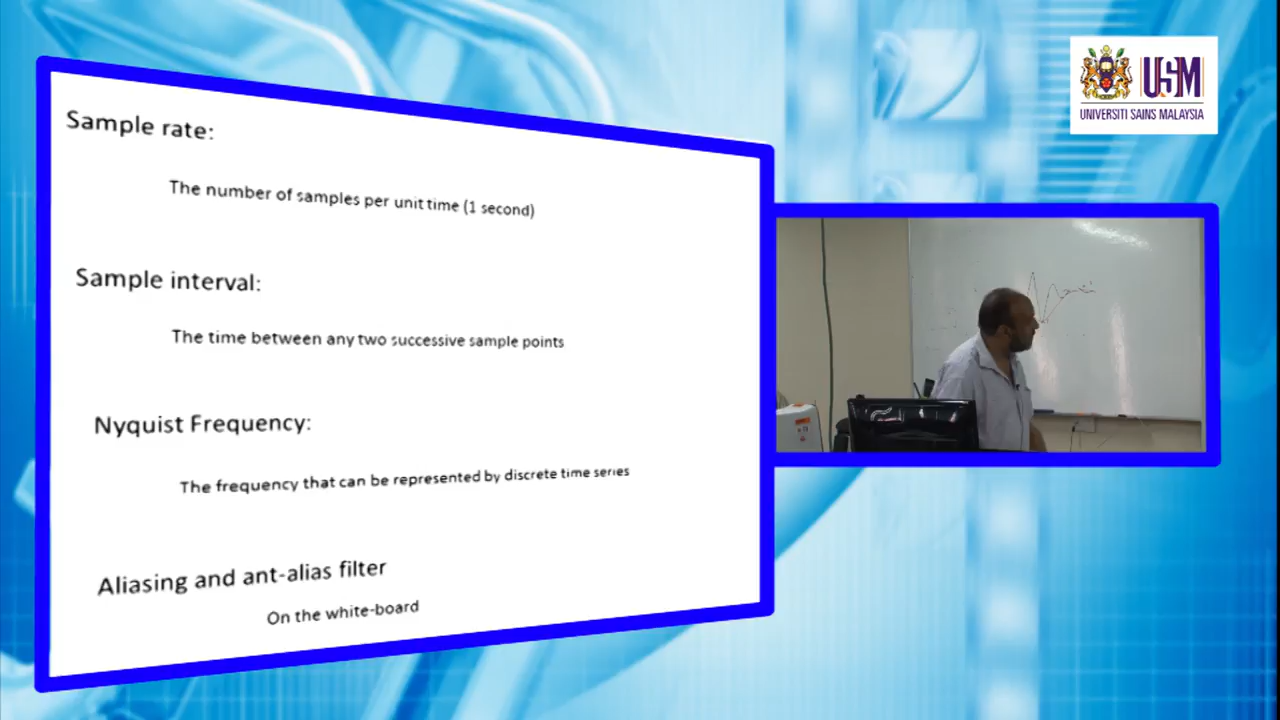 Sample rate:
The number of samples per unit time (1 second)
Sample interval:
The time between any two successive sample points
Nyquist Frequency:
The frequency that can be represented by discrete time series
Aliasing and ant-alias filter
On the white-board
USM
UNIVERSITI SAINS MALAYSIA